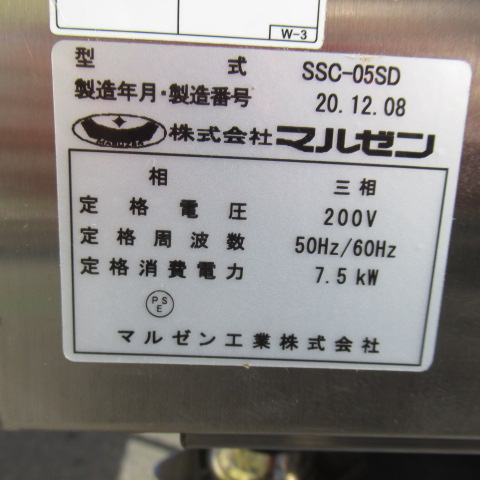 W-3
型式 SSC-05SD
製造年月・製造番号 20.12.08
MARUZEN 株式会社マルゼン
相 三相
定格電圧 200V
定格周波数 50Hz/60Hz
定格消費電力 7.5 kW
PSE
マルゼン工業株式会社